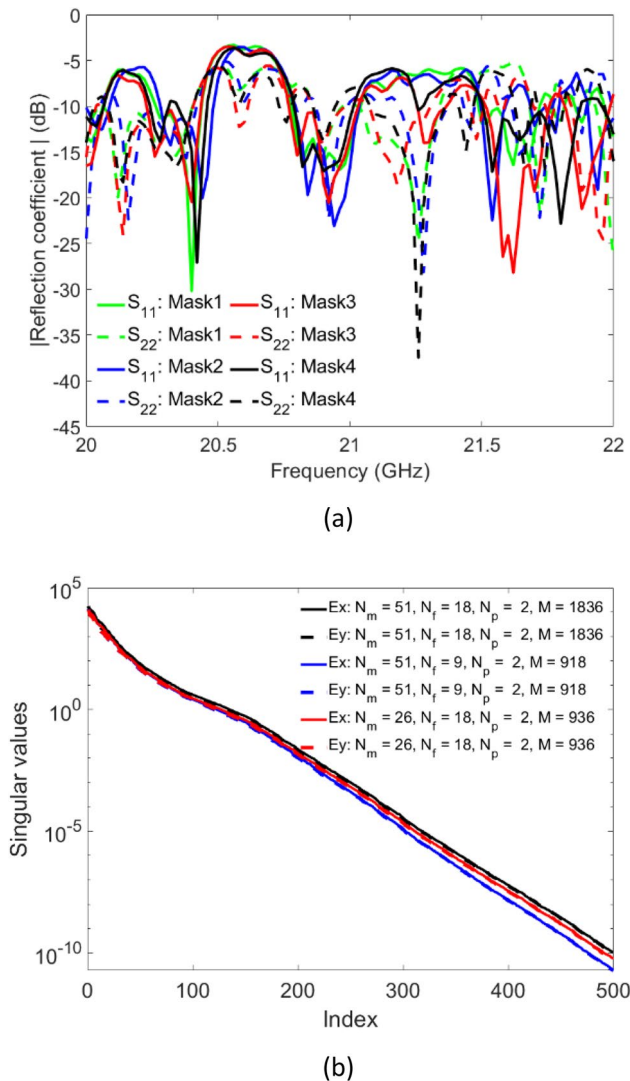 0
-5
-10
-15
-20
-25
-30
-35
-40
-45
|Reflection coefficient | (dB)
S11: Mask1
S22: Mask1
S11: Mask2
S22: Mask2
S11: Mask3
S22: Mask3
S11: Mask4
S22: Mask4
20 20.5 21 21.5 22
Frequency (GHz)
(a)
10^5
10^0
10^-5
10^-10
Singular values
Ex: Nm = 51, Nf = 18, Np = 2, M = 1836
Ey: Nm = 51, Nf = 18, Np = 2, M = 1836
Ex: Nm = 51, Nf = 9, Np = 2, M = 918
Ey: Nm = 51, Nf = 9, Np = 2, M = 918
Ex: Nm = 26, Nf = 18, Np = 2, M = 936
Ey: Nm = 26, Nf = 18, Np = 2, M = 936
0 100 200 300 400 500
Index
(b)